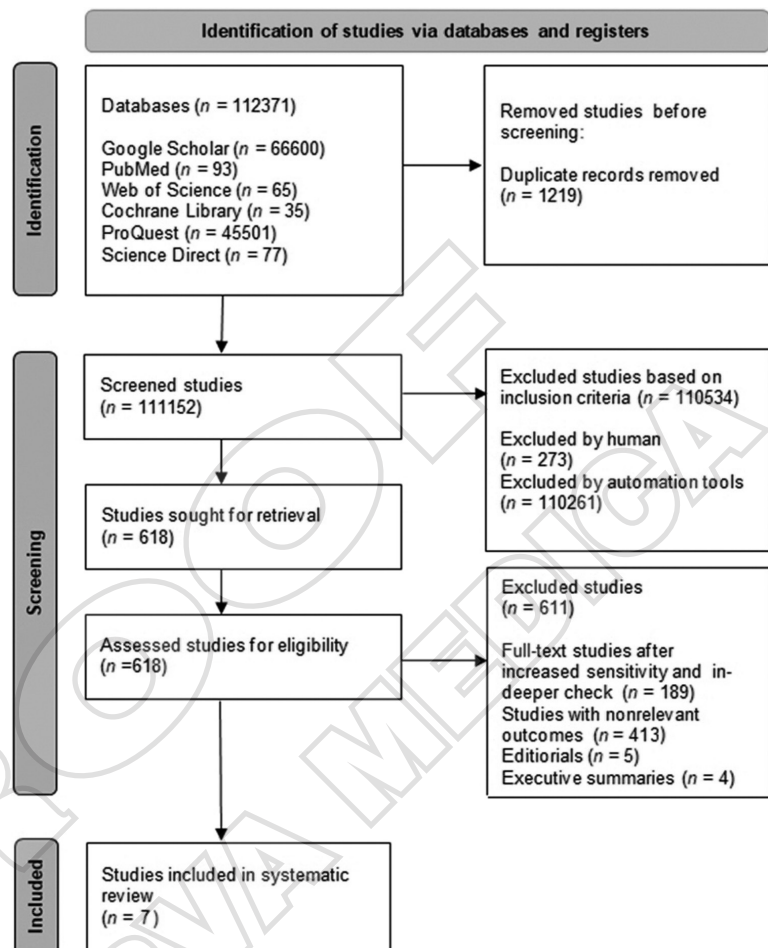 Identification of studies via databases and registers
Identification
Databases (n = 112371)
Google Scholar (n = 66600)
PubMed (n = 93)
Web of Science (n = 65)
Cochrane Library (n = 35)
ProQuest (n = 45501)
Science Direct (n = 77)
Removed studies before
screening:
Duplicate records removed
(n = 1219)
Screening
Screened studies
(n = 111152)
Excluded studies based on
inclusion criteria (n = 110534)
Excluded by human
(n = 273)
Excluded by automation tools
(n = 110261)
Studies sought for retrieval
(n = 618)
Assessed studies for eligibility
(n =618)
Excluded studies
(n = 611)
Full-text studies after
increased sensitivity and in-
deeper check (n = 189)
Studies with nonrelevant
outcomes (n = 413)
Editiorials (n = 5)
Executive summaries (n = 4)
Included
Studies included in systematic
review
(n = 7)
ROOF
VA MEDICA